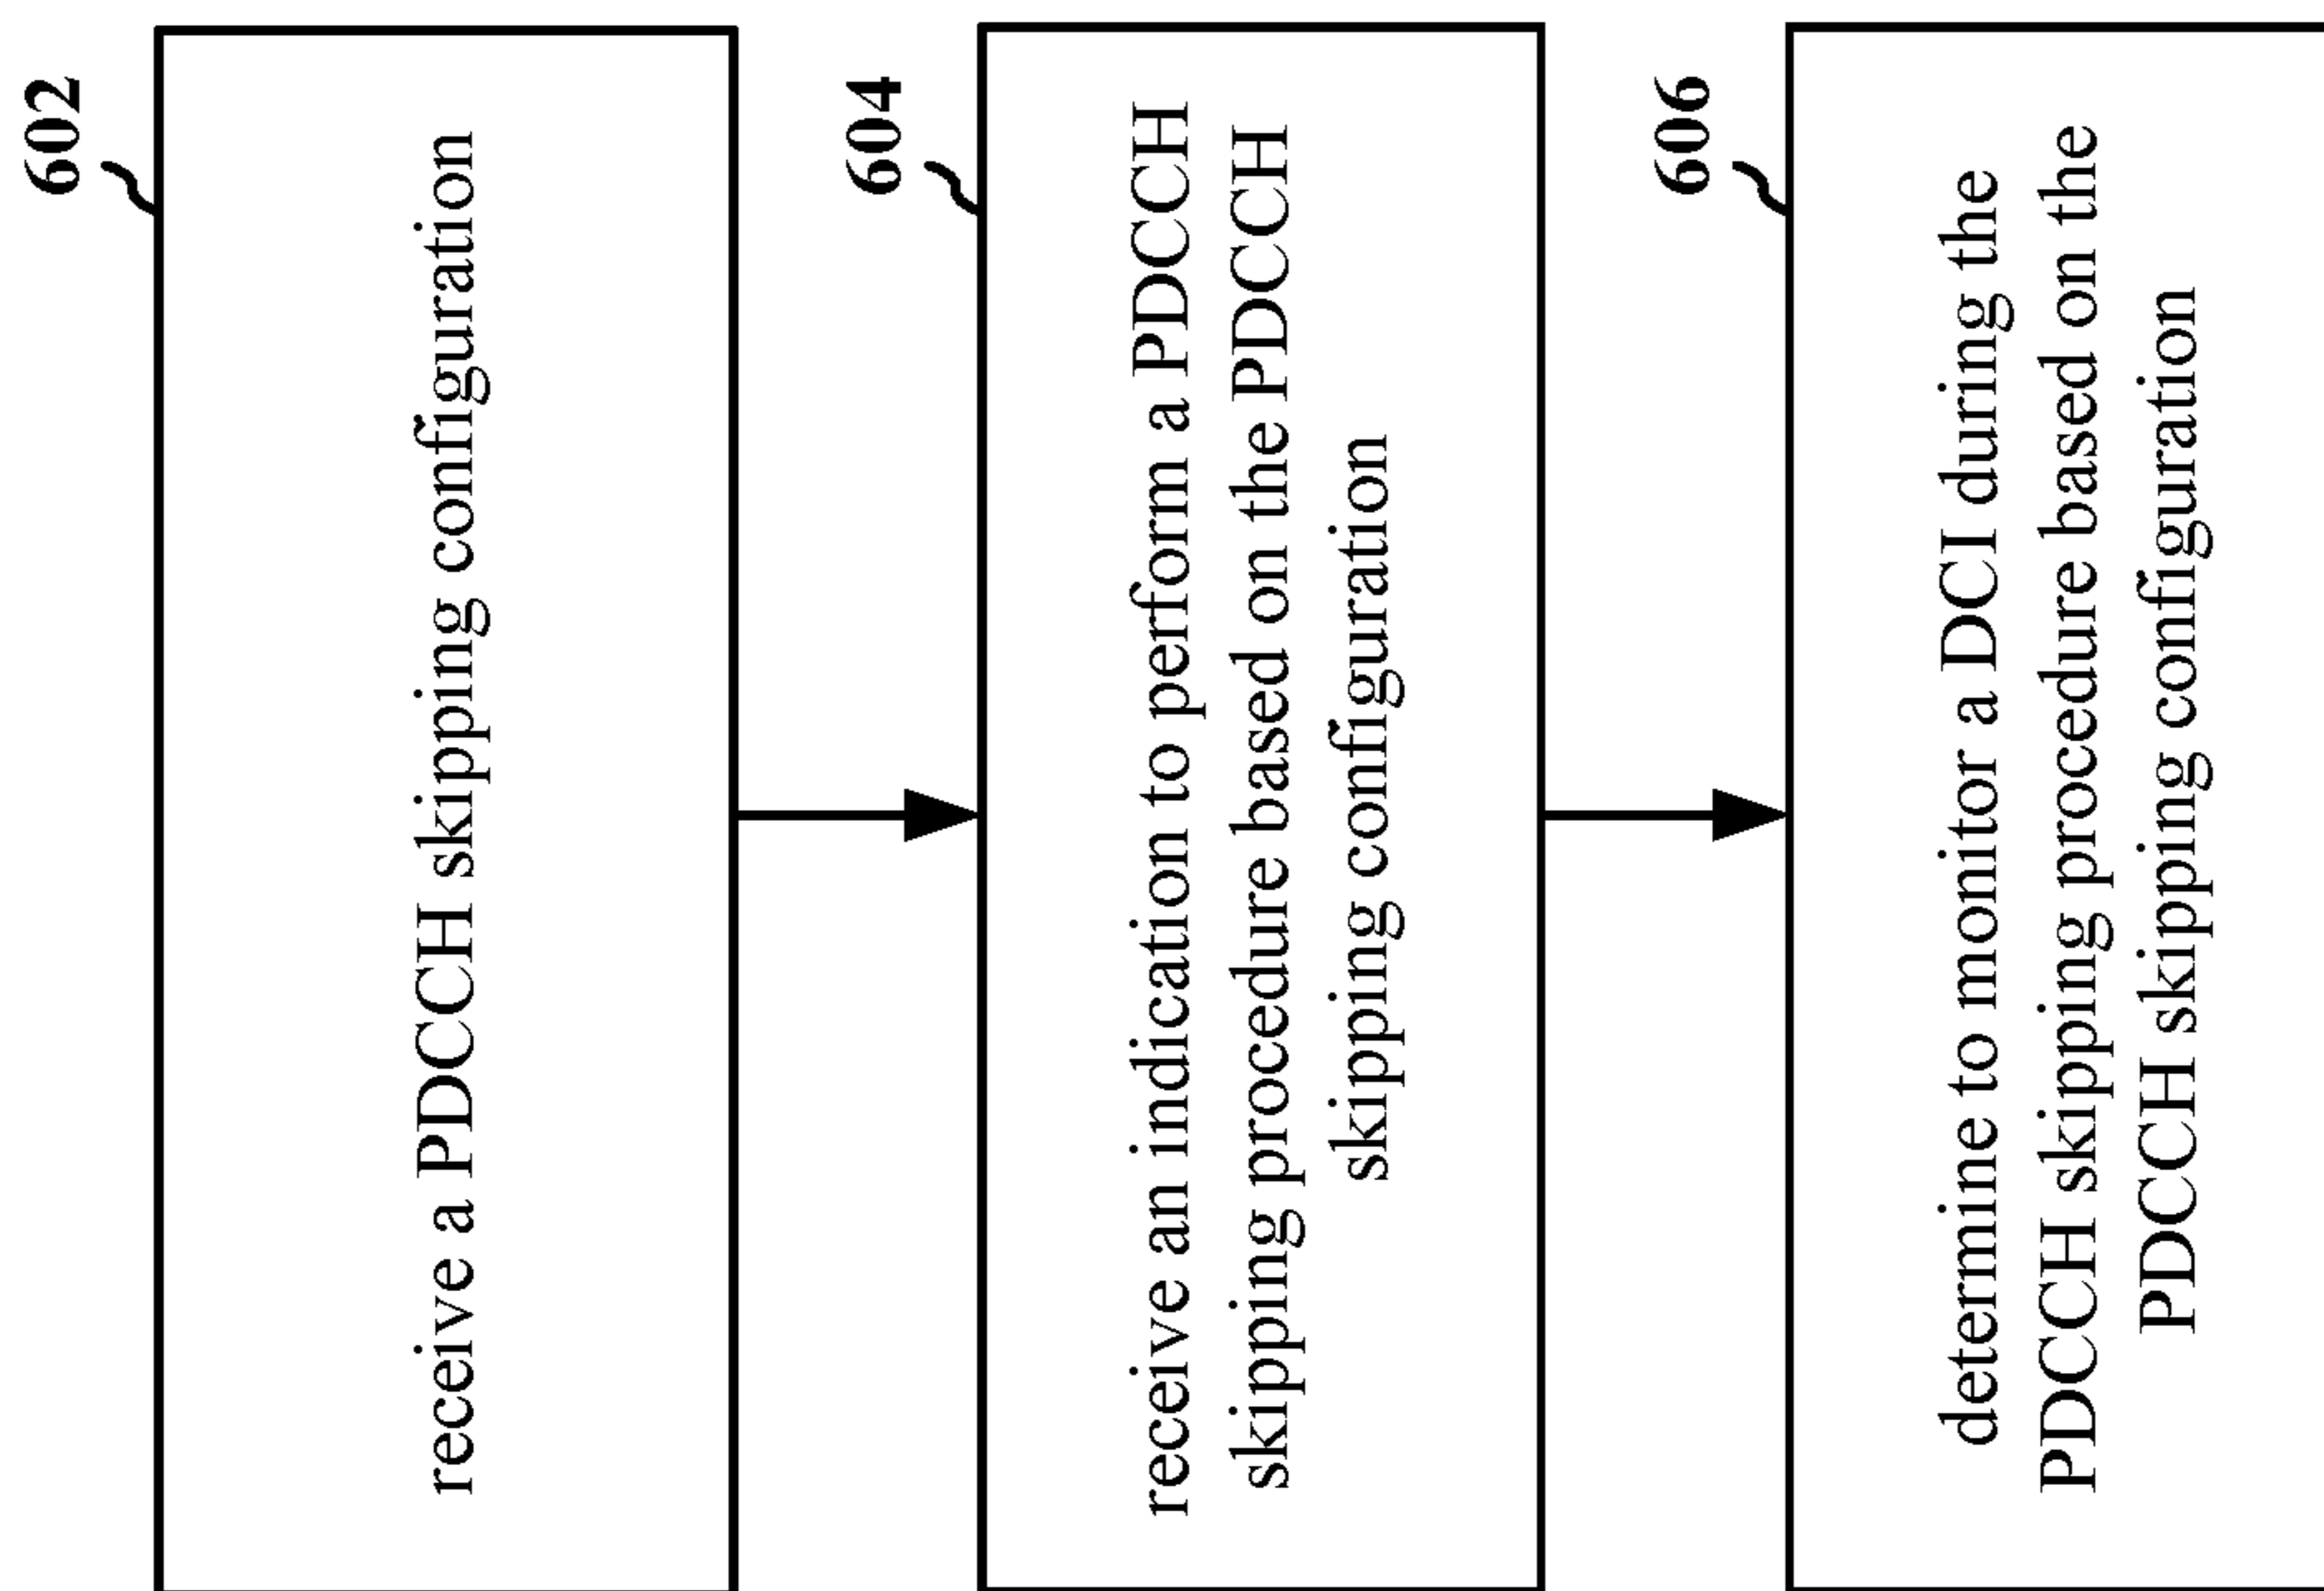 602
receive a PDCCH skipping configuration
604
receive an indication to perform a PDCCH
skipping procedure based on the PDCCH
skipping configuration
606
determine to monitor a DCI during the
PDCCH skipping procedure based on the
PDCCH skipping configuration